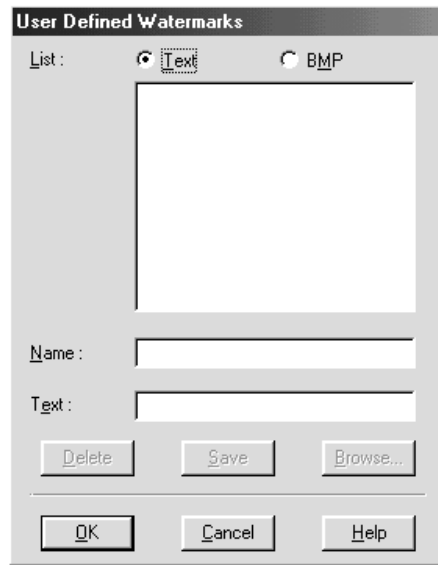 User Defined Watermarks
List : Text BMP
Name :
Text :
Delete Save Browse...
OK Cancel Help